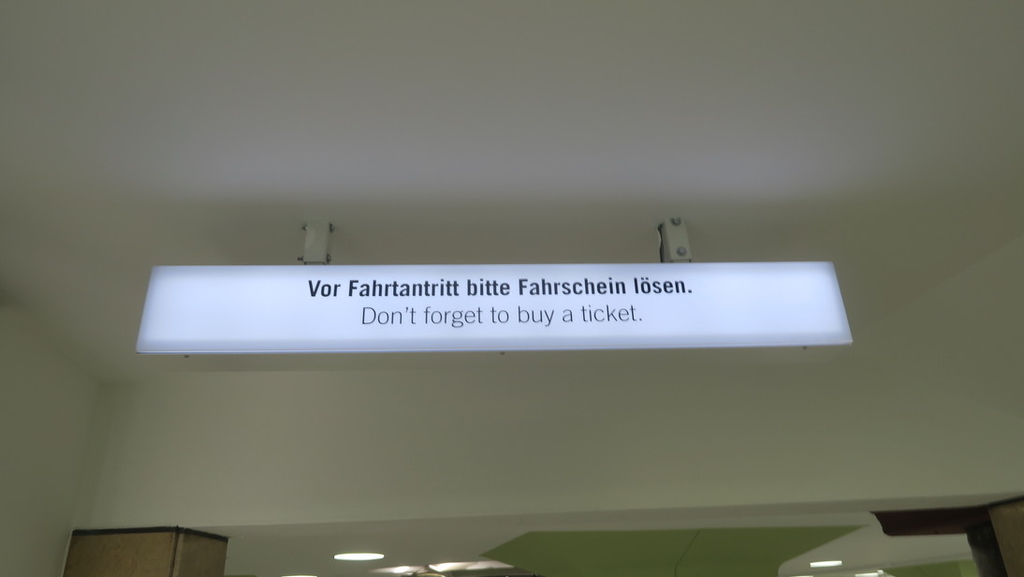 Vor Fahrtantritt bitte Fahrschein lösen.
Don't forget to buy a ticket.